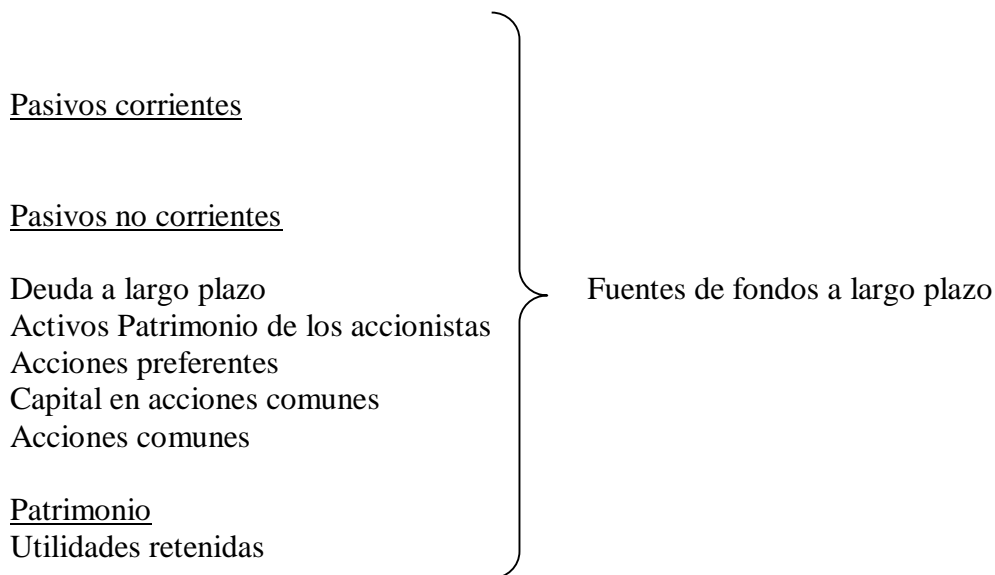 Pasivos corrientes
Pasivos no corrientes
Deuda a largo plazo
Fuentes de fondos a largo plazo
Activos Patrimonio de los accionistas
Acciones preferentes
Capital en acciones comunes
Acciones comunes
Patrimonio
Utilidades retenidas